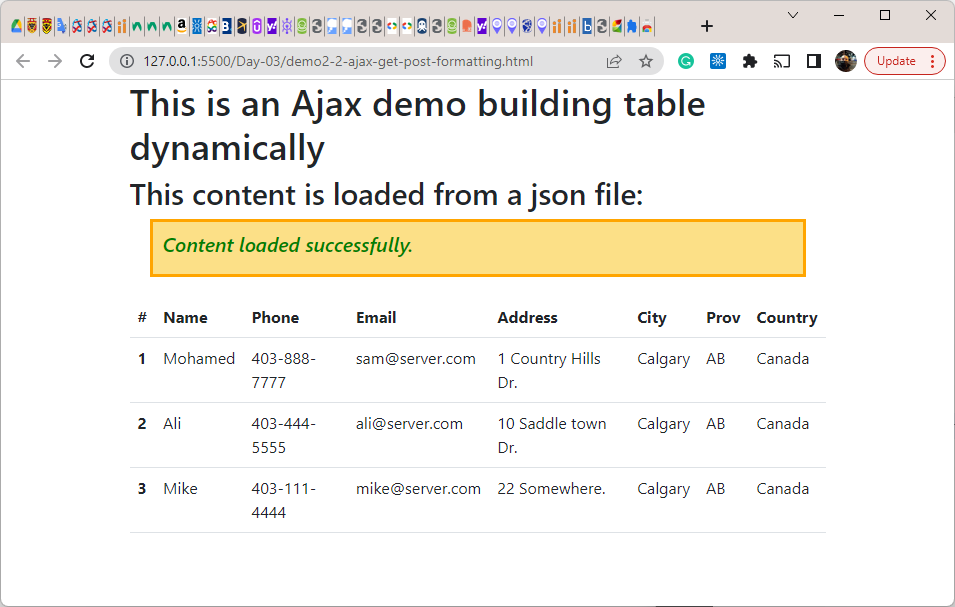 127.0.0.1:5500/Day-03/demo2-2-ajax-get-post-formatting.html
Update
This is an Ajax demo building table
dynamically
This content is loaded from a json file:
Content loaded successfully.
# Name Phone Email Address City Prov Country
1 Mohamed 403-888- sam@server.com 1 Country Hills Calgary AB Canada
7777 Dr.
2 Ali 403-444- ali@server.com 10 Saddle town Calgary AB Canada
5555 Dr.
3 Mike 403-111- mike@server.com 22 Somewhere. Calgary AB Canada
4444